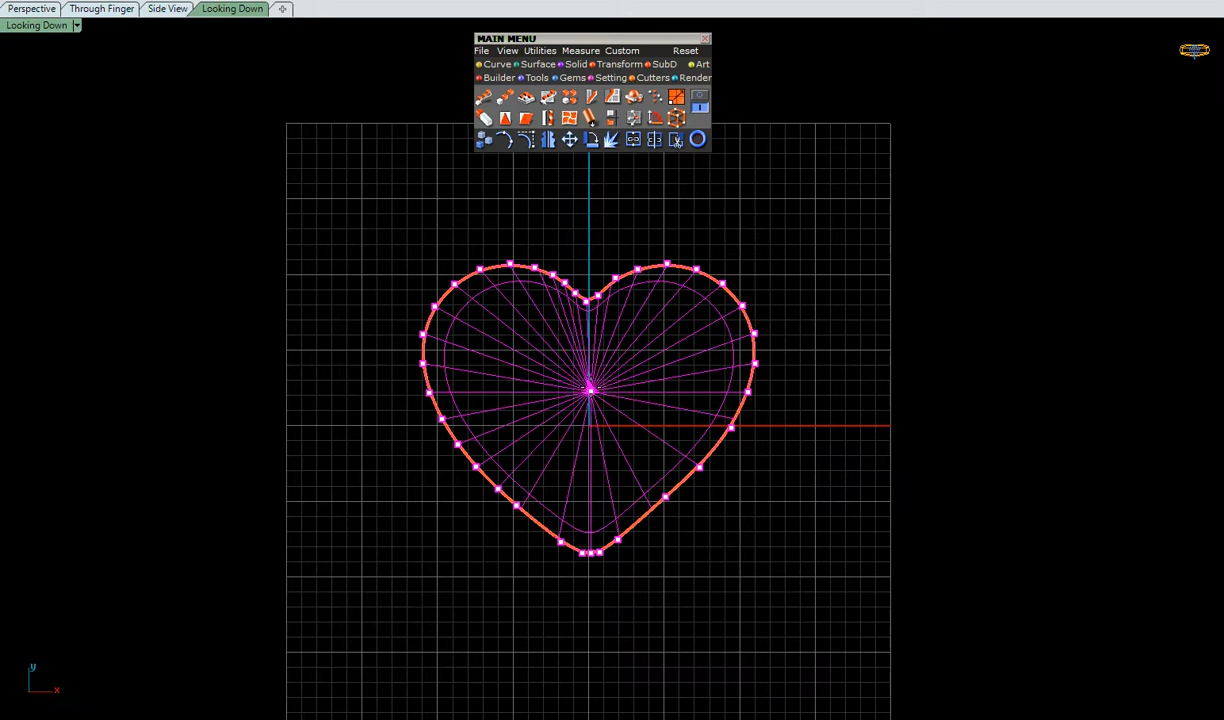 Perspective Through Finger Side View Looking Down
Looking Down
MAIN MENU
File View Utilities Measure Custom Reset
Curve Surface Solid Transform SubD Art
Builder Tools Gems Setting Cutters Render
y
x